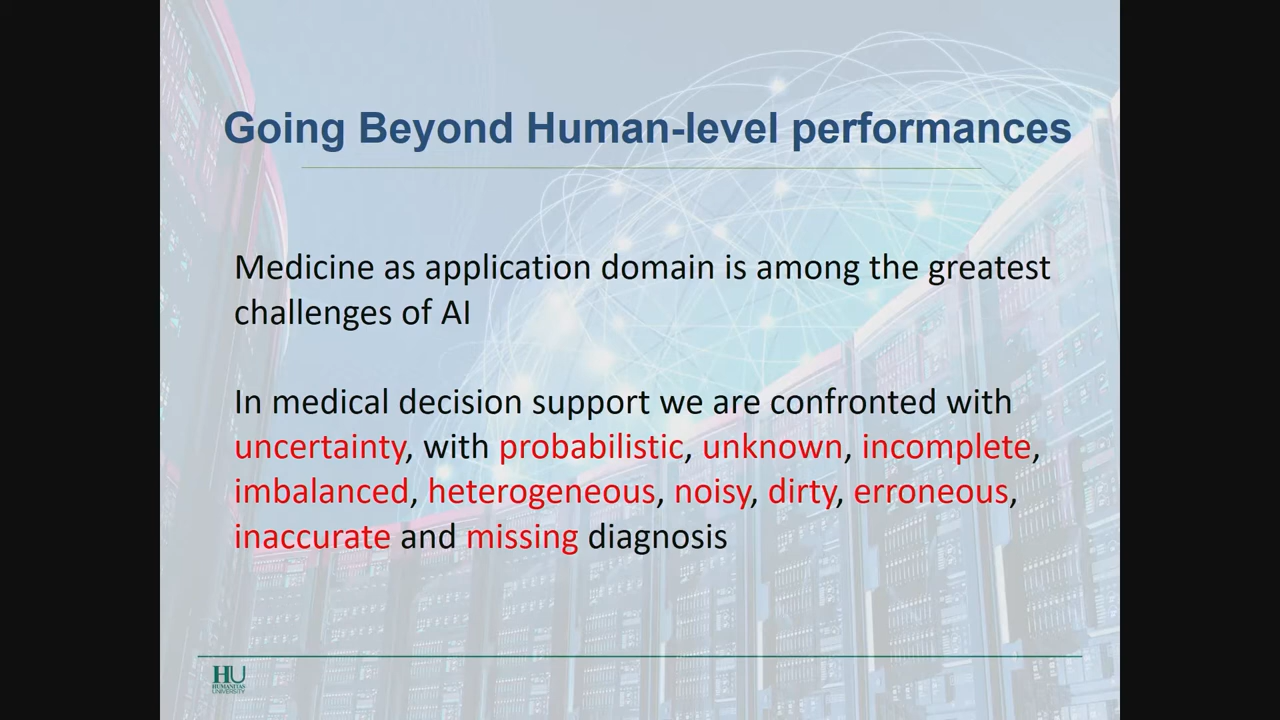 Going Beyond Human-level performances
Medicine as application domain is among the greatest
challenges of AI
In medical decision support we are confronted with
uncertainty, with probabilistic, unknown, incomplete,
imbalanced, heterogeneous, noisy, dirty, erroneous,
inaccurate and missing diagnosis
HU
HUMANITAS
UNIVERSITY